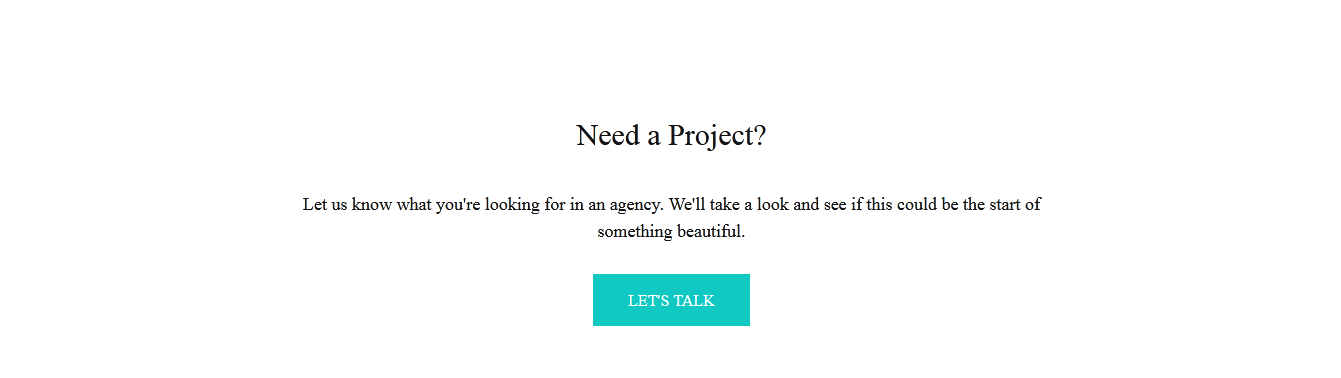 Need a Project?
Let us know what you're looking for in an agency. We'll take a look and see if this could be the start of
something beautiful.
LET'S TALK